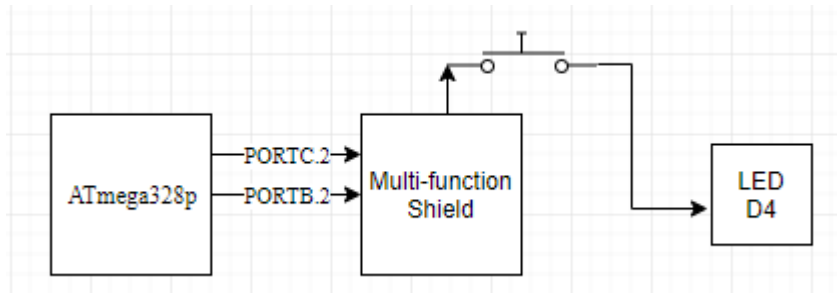 ATmega328p
PORTC.2
PORTB.2
Multi-function
Shield
LED
D4